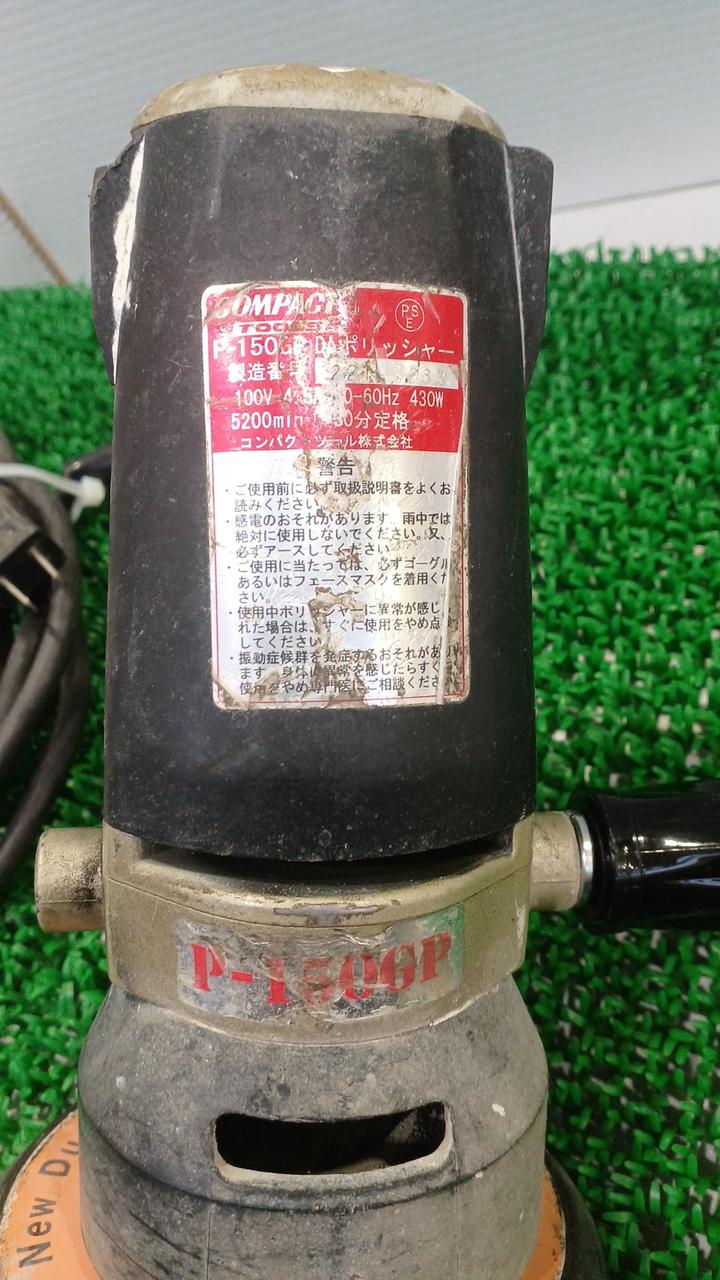 COMPACT
TOOLS
P-150GP DAポリッシャー
PS
E
製造番号
100V 50-60Hz 430W
5200min 30分定格
コンパクト・ツール株式会社
警告
・ご使用前に必ず取扱説明書をよくお
読みください。
・感電のおそれがあります。雨中では
絶対に使用しないでください。又、
必ずアースしてください
・ご使用に当たっては、必ずゴーグル
あるいはフェースマスクを着用くだ
さい。
・使用中ポリッシャーに異常が感じ
れた場合は、すぐに使用をやめ点
してください
・振動症候群を発症するおそれがあり
ます。身体に異常を感じたらすぐ
使用をやめ専門医にご相談くださ
P-150GP
New Du